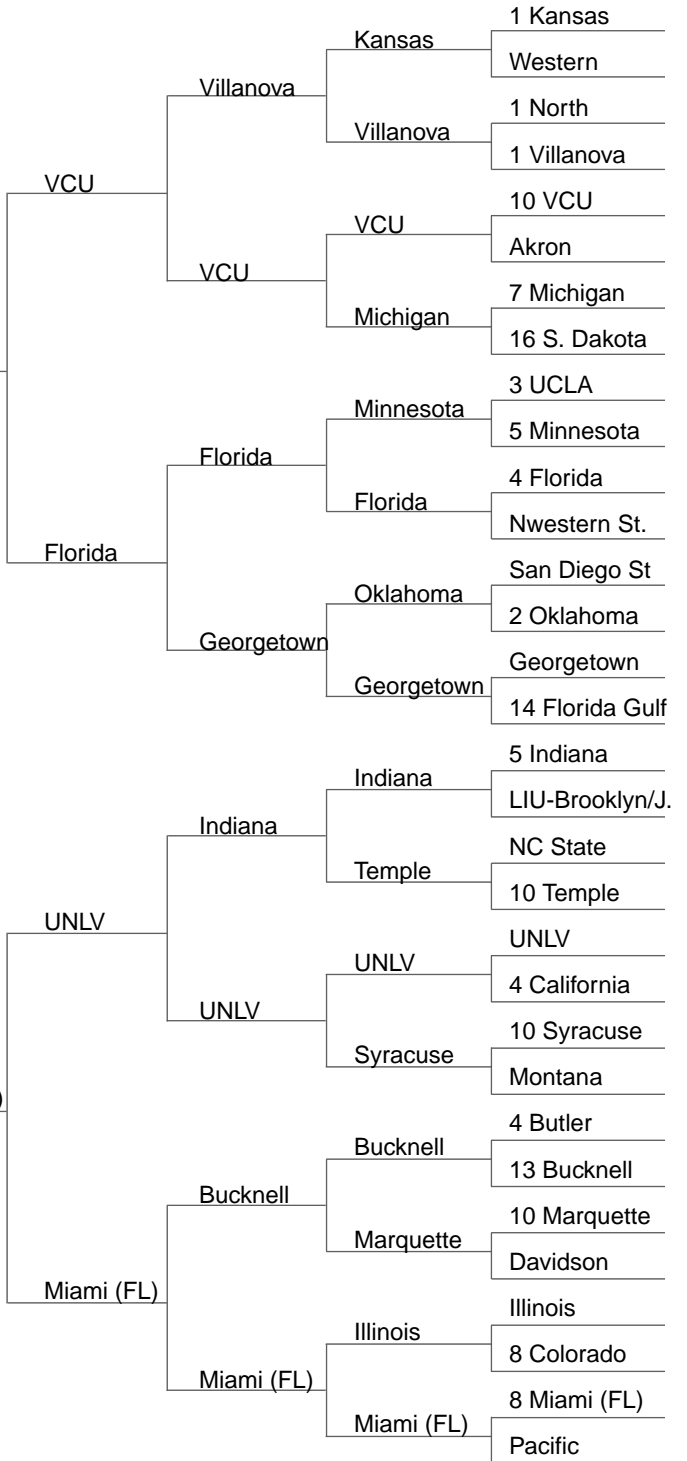 1 Kansas
Kansas
Western
Villanova
1 North
Villanova
1 Villanova
VCU
10 VCU
VCU
Akron
VCU
7 Michigan
Michigan
16 S. Dakota
3 UCLA
Minnesota
5 Minnesota
Florida
4 Florida
Florida
Nwestern St.
Florida
San Diego St
Oklahoma
2 Oklahoma
Georgetown
Georgetown
Georgetown
14 Florida Gulf
5 Indiana
Indiana
LIU-Brooklyn/J.
Indiana
NC State
Temple
10 Temple
UNLV
UNLV
UNLV
4 California
UNLV
10 Syracuse
Syracuse
Montana
)
4 Butler
Bucknell
13 Bucknell
Bucknell
10 Marquette
Marquette
Davidson
Miami (FL)
Illinois
Illinois
8 Colorado
Miami (FL)
8 Miami (FL)
Miami (FL)
Pacific